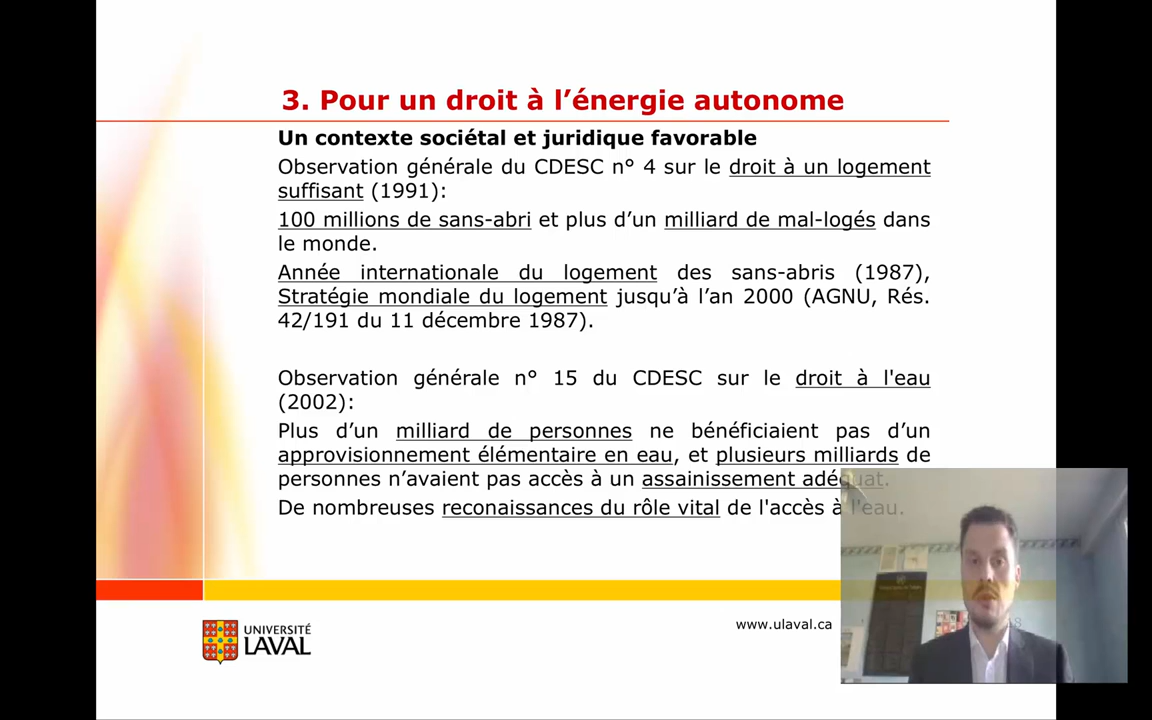 3. Pour un droit à l’énergie autonome
Un contexte sociétal et juridique favorable
Observation générale du CDESC n° 4 sur le droit à un logement
suffisant (1991):
100 millions de sans-abri et plus d’un milliard de mal-logés dans
le monde.
Année internationale du logement des sans-abris (1987),
Stratégie mondiale du logement jusqu’à l’an 2000 (AGNU, Rés.
42/191 du 11 décembre 1987).
Observation générale n° 15 du CDESC sur le droit à l'eau
(2002):
Plus d’un milliard de personnes ne bénéficiaient pas d’un
approvisionnement élémentaire en eau, et plusieurs milliards de
personnes n’avaient pas accès à un assainissement adéquat.
De nombreuses reconaissances du rôle vital de l'accès à l'eau.
www.ulaval.ca
UNIVERSITÉ
LAVAL